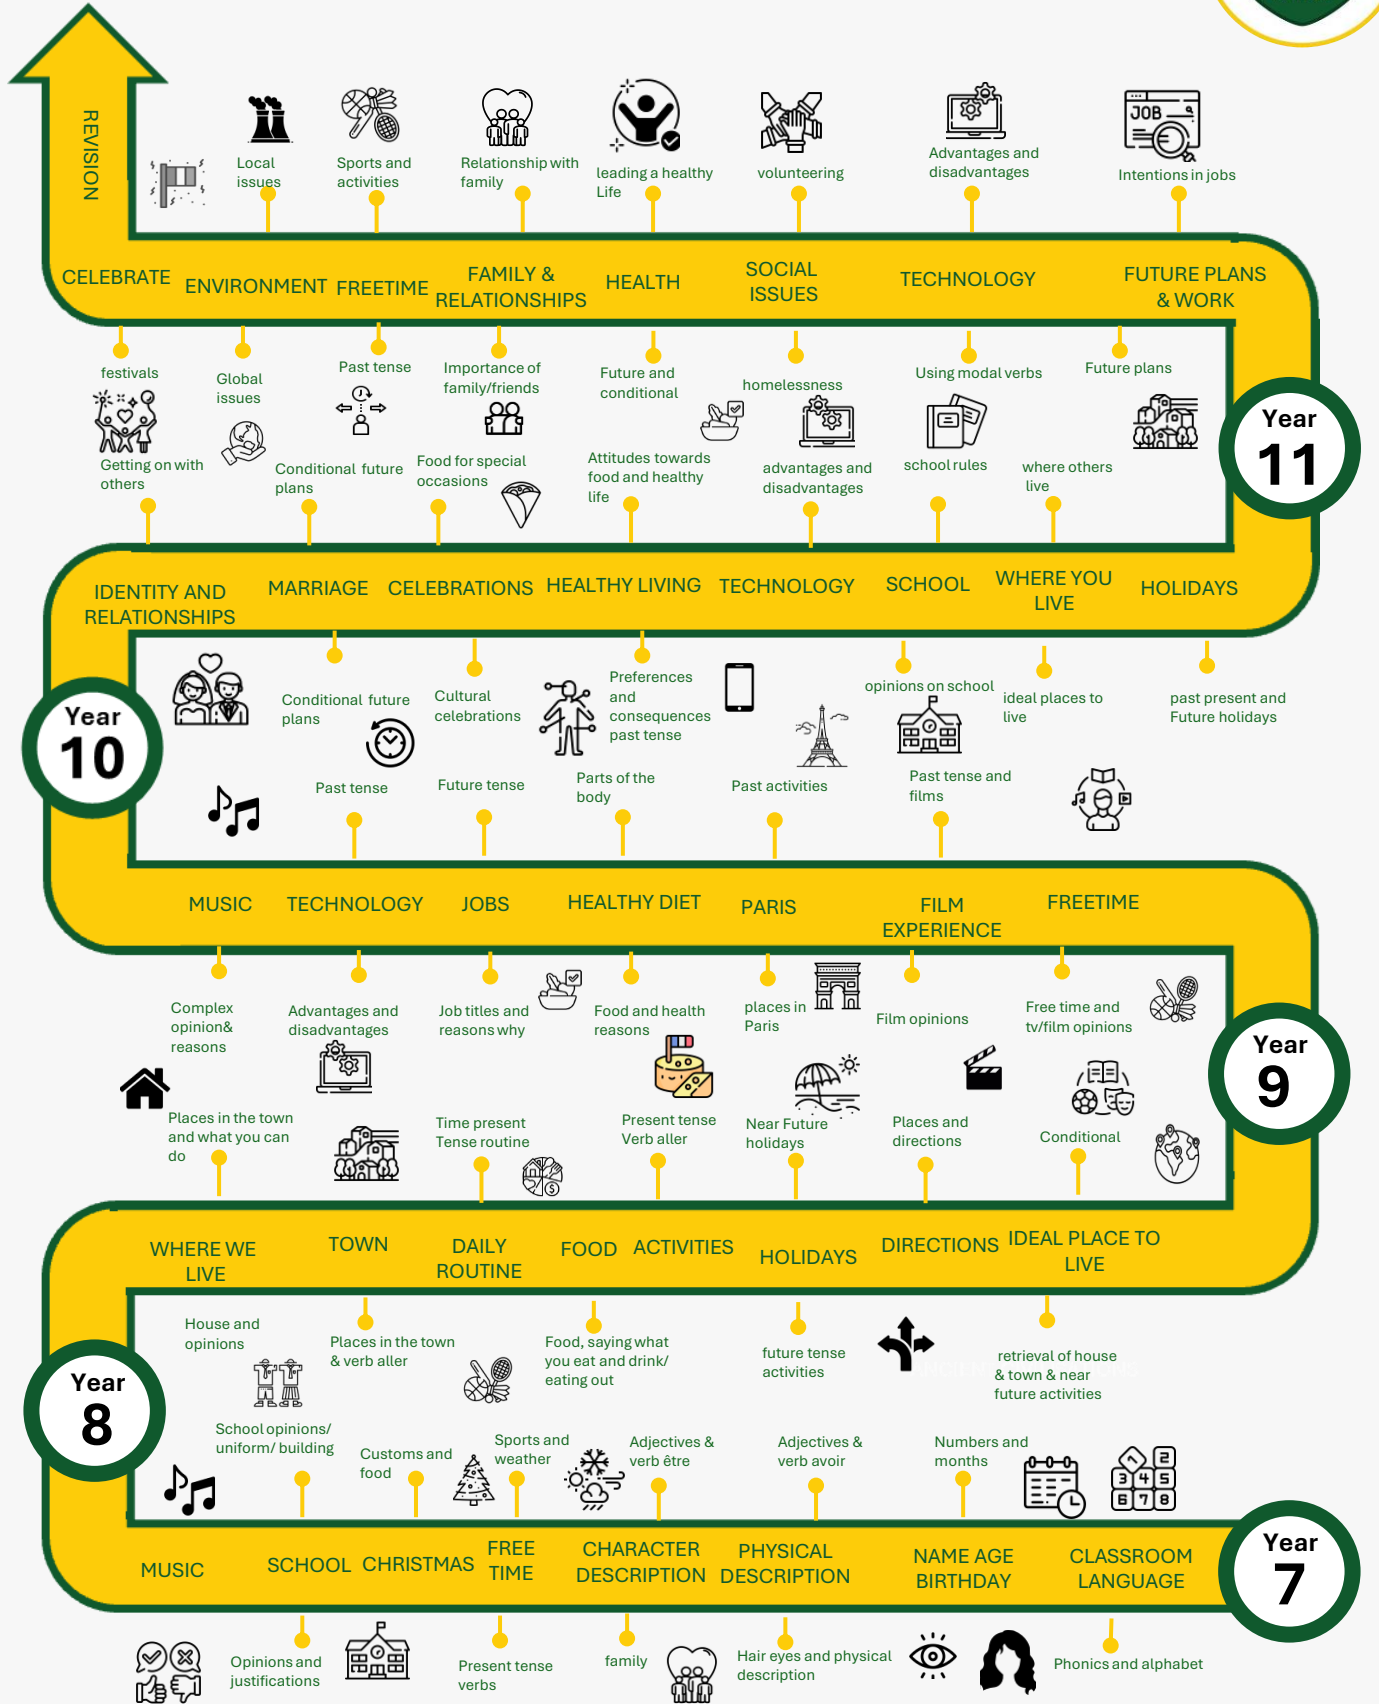 REVISION
Local
issues
Sports and
activities
Relationship with
family
leading a healthy
Life
volunteering
Advantages and
disadvantages
JOB
Intentions in jobs
CELEBRATE
ENVIRONMENT
FREETIME
FAMILY &
RELATIONSHIPS
HEALTH
SOCIAL
ISSUES
TECHNOLOGY
FUTURE PLANS
& WORK
festivals
Global
issues
Past tense
Importance of
family/friends
Future and
conditional
homelessness
Using modal verbs
Future plans
Year
11
Getting on with
others
Conditional future
plans
Food for special
occasions
Attitudes towards
food and healthy
life
advantages and
disadvantages
school rules
where others
live
IDENTITY AND
RELATIONSHIPS
MARRIAGE
CELEBRATIONS
HEALTHY LIVING
TECHNOLOGY
SCHOOL
WHERE YOU
LIVE
HOLIDAYS
Year
10
Conditional future
plans
Cultural
celebrations
Preferences
and
consequences
past tense
opinions on school
ideal places to
live
past present and
Future holidays
Past tense
Future tense
Parts of the
body
Past activities
Past tense and
films
MUSIC
TECHNOLOGY
JOBS
HEALTHY DIET
PARIS
FILM
EXPERIENCE
FREETIME
Complex
opinion&
reasons
Advantages and
disadvantages
Job titles and
reasons why
Food and health
reasons
places in
Paris
Film opinions
Free time and
tv/film opinions
Year
9
Places in the town
and what you can
do
Time present
Tense routine
Present tense
Verb aller
Near Future
holidays
Places and
directions
Conditional
WHERE WE
LIVE
TOWN
DAILY
ROUTINE
FOOD
ACTIVITIES
HOLIDAYS
DIRECTIONS
IDEAL PLACE TO
LIVE
House and
opinions
Places in the town
& verb aller
Food, saying what
you eat and drink/
eating out
future tense
activities
retrieval of house
& town & near
future activities
Year
8
School opinions/
uniform/ building
Customs and
food
Sports and
weather
Adjectives &
verb être
Adjectives &
verb avoir
Numbers and
months
1 2
3 4 5
6 7 8
MUSIC
SCHOOL
CHRISTMAS
FREE
TIME
CHARACTER
DESCRIPTION
PHYSICAL
DESCRIPTION
NAME AGE
BIRTHDAY
CLASSROOM
LANGUAGE
Year
7
Opinions and
justifications
Present tense
verbs
family
Hair eyes and physical
description
Phonics and alphabet